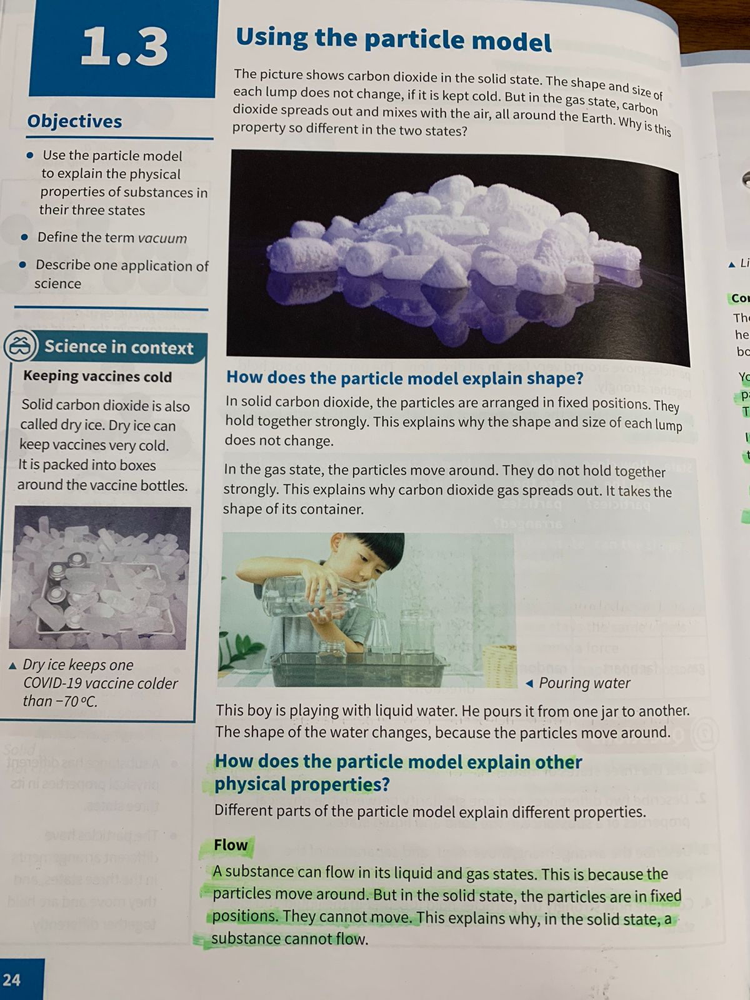 1.3
Using the particle model
The picture shows carbon dioxide in the solid state. The shape and size of
each lump does not change, if it is kept cold. But in the gas state, carbon
dioxide spreads out and mixes with the air, all around the Earth. Why is this
property so different in the two states?
Objectives
• Use the particle model
to explain the physical
properties of substances in
their three states
• Define the term vacuum
• Describe one application of
science
Science in context
Keeping vaccines cold
Solid carbon dioxide is also
called dry ice. Dry ice can
keep vaccines very cold.
It is packed into boxes
around the vaccine bottles.
▲ Dry ice keeps one
COVID-19 vaccine colder
than −70 °C.
How does the particle model explain shape?
In solid carbon dioxide, the particles are arranged in fixed positions. They
hold together strongly. This explains why the shape and size of each lump
does not change.
In the gas state, the particles move around. They do not hold together
strongly. This explains why carbon dioxide gas spreads out. It takes the
shape of its container.
◄ Pouring water
This boy is playing with liquid water. He pours it from one jar to another.
The shape of the water changes, because the particles move around.
How does the particle model explain other
physical properties?
Different parts of the particle model explain different properties.
Flow
A substance can flow in its liquid and gas states. This is because the
particles move around. But in the solid state, the particles are in fixed
positions. They cannot move. This explains why, in the solid state, a
substance cannot flow.
24